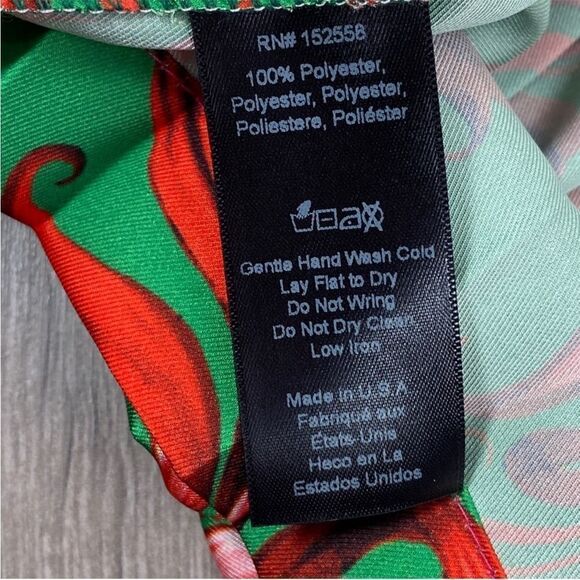 RN# 152558
100% Polyester,
Polyester, Polyester,
Poliestere, Poliéster
Gentle Hand Wash Cold
Lay Flat to Dry
Do Not Wring
Do Not Dry Clean
Low Iron
Made in U.S.A
Fabriqué aux
États-Unis
Heco en La
Estados Unidos